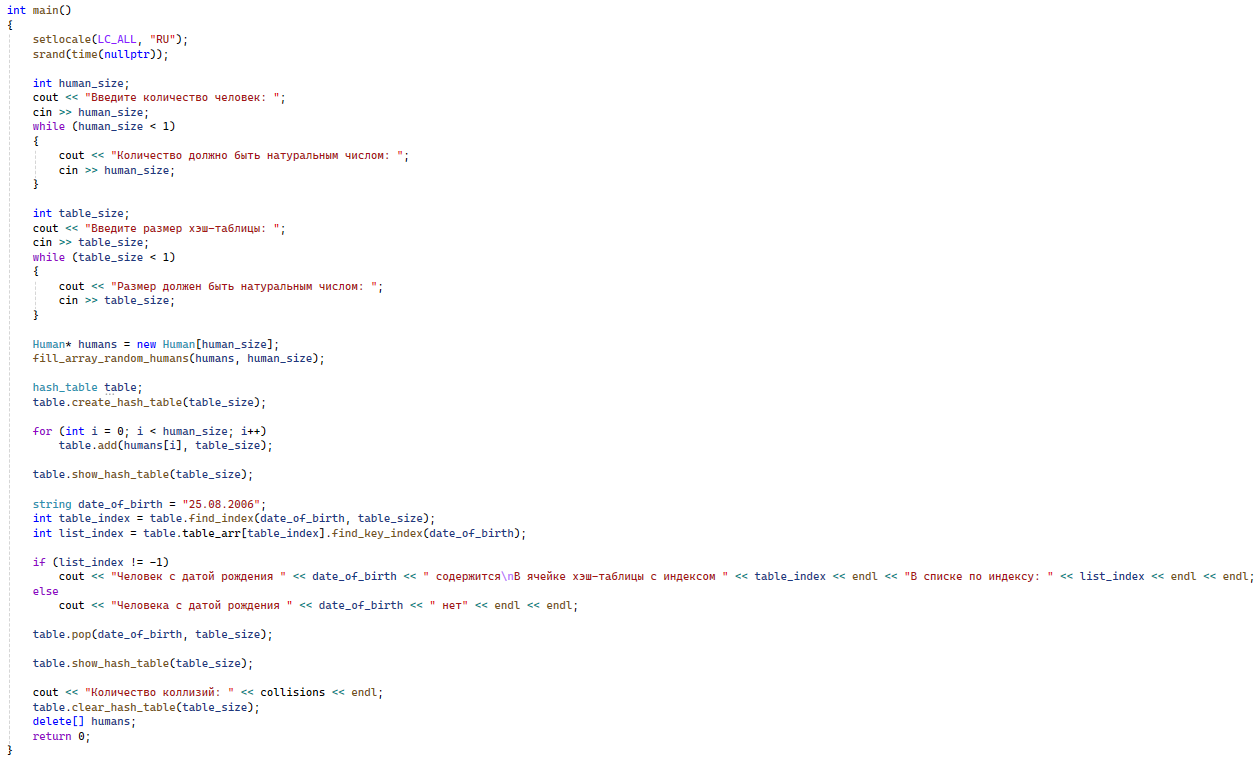 int main()
{
    setlocale(LC_ALL, "RU");
    srand(time(nullptr));

    int human_size;
    cout << "Введите количество человек: ";
    cin >> human_size;
    while (human_size < 1)
    {
        cout << "Количество должно быть натуральным числом: ";
        cin >> human_size;
    }

    int table_size;
    cout << "Введите размер хэш-таблицы: ";
    cin >> table_size;
    while (table_size < 1)
    {
        cout << "Размер должен быть натуральным числом: ";
        cin >> table_size;
    }

    Human* humans = new Human[human_size];
    fill_array_random_humans(humans, human_size);

    hash_table table;
    table.create_hash_table(table_size);

    for (int i = 0; i < human_size; i++)
        table.add(humans[i], table_size);

    table.show_hash_table(table_size);

    string date_of_birth = "25.08.2006";
    int table_index = table.find_index(date_of_birth, table_size);
    int list_index = table.table_arr[table_index].find_key_index(date_of_birth);

    if (list_index != -1)
        cout << "Человек с датой рождения " << date_of_birth << " содержится\nВ ячейке хэш-таблицы с индексом " << table_index << endl << "В списке по индексу: " << list_index << endl << endl;
    else
        cout << "Человека с датой рождения " << date_of_birth << " нет" << endl << endl;

    table.pop(date_of_birth, table_size);

    table.show_hash_table(table_size);

    cout << "Количество коллизий: " << collisions << endl;
    table.clear_hash_table(table_size);
    delete[] humans;
    return 0;
}